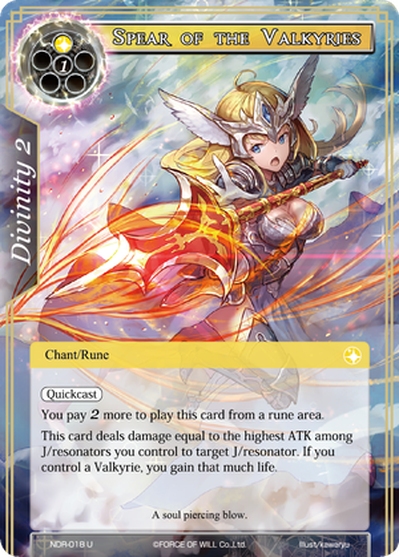 Spear of the Valkyries
1
Divinity 2
Chant/Rune
Quickcast
You pay 2 more to play this card from a rune area.
This card deals damage equal to the highest ATK among
J/resonators you control to target J/resonator. If you
control a Valkyrie, you gain that much life.
A soul piercing blow.
NDR-018 U
©FORCE OF WILL Co.,Ltd.
Illust/kawaryu